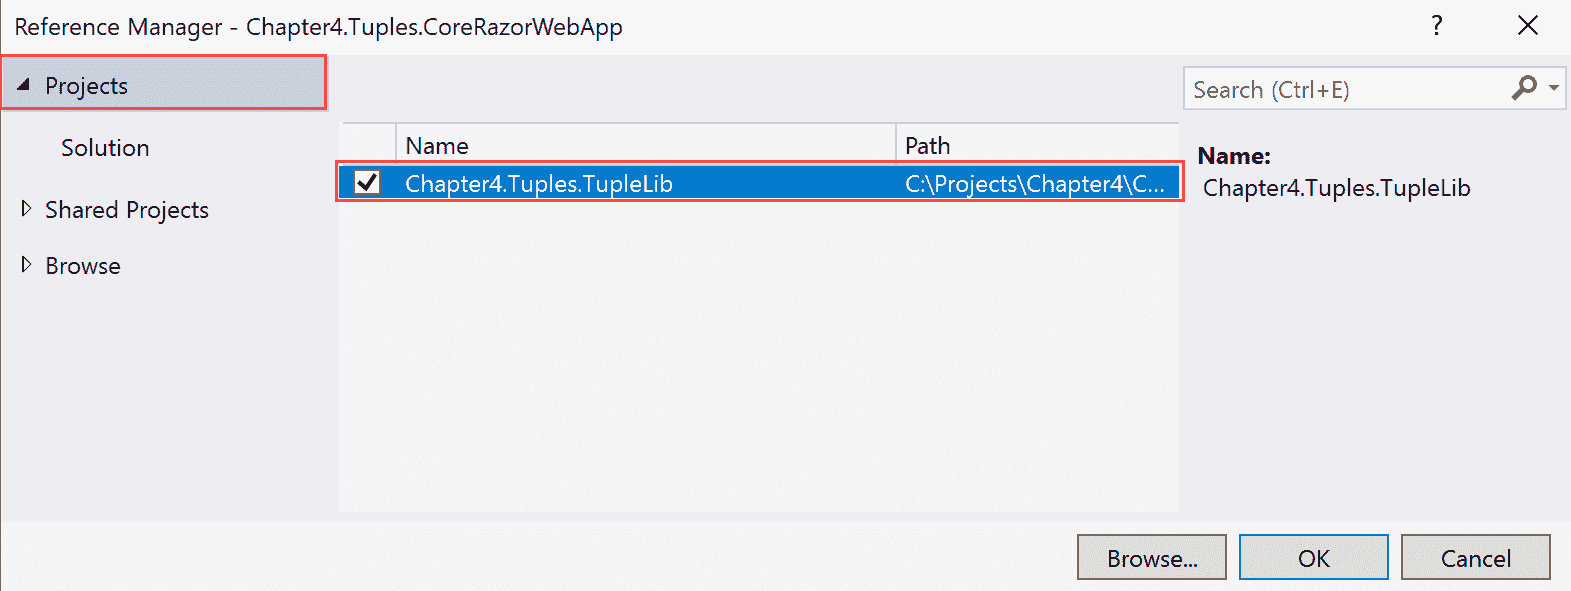 Reference Manager - Chapter4.Tuples.CoreRazorWebApp
?
Projects
Solution
Shared Projects
Browse
Name
Path
Chapter4.Tuples.TupleLib
C:\Projects\Chapter4\C...
Search (Ctrl+E)
Name:
Chapter4.Tuples.TupleLib
Browse...
OK
Cancel